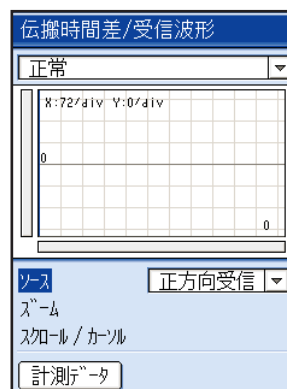 伝搬時間差/受信波形
正常
X:72/div Y:0/div
0
0
ソース 正方向受信
ズーム
スクロール / カーソル
計測データ